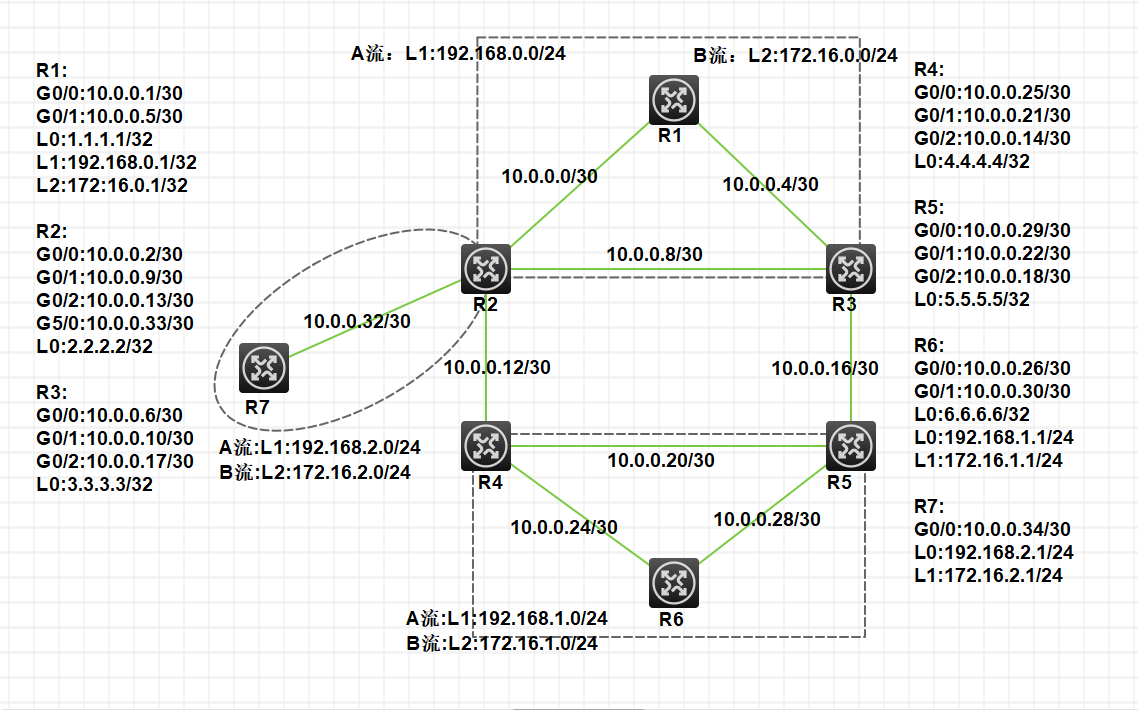 A流：L1:192.168.0.0/24
B流：L2:172.16.0.0/24
R1:
G0/0:10.0.0.1/30
G0/1:10.0.0.5/30
L0:1.1.1.1/32
L1:192.168.0.1/32
L2:172:16.0.1/32
R2:
G0/0:10.0.0.2/30
G0/1:10.0.0.9/30
G0/2:10.0.0.13/30
G5/0:10.0.0.33/30
L0:2.2.2.2/32
R3:
G0/0:10.0.0.6/30
G0/1:10.0.0.10/30
G0/2:10.0.0.17/30
L0:3.3.3.3/32
R1
10.0.0.0/30
10.0.0.4/30
10.0.0.8/30
R2
R3
10.0.0.32/30
10.0.0.12/30
10.0.0.16/30
R7
A流:L1:192.168.2.0/24
B流:L2:172.16.2.0/24
10.0.0.20/30
R4
R5
10.0.0.24/30
10.0.0.28/30
A流:L1:192.168.1.0/24
R6
B流:L2:172.16.1.0/24
R4:
G0/0:10.0.0.25/30
G0/1:10.0.0.21/30
G0/2:10.0.0.14/30
L0:4.4.4.4/32
R5:
G0/0:10.0.0.29/30
G0/1:10.0.0.22/30
G0/2:10.0.0.18/30
L0:5.5.5.5/32
R6:
G0/0:10.0.0.26/30
G0/1:10.0.0.30/30
L0:6.6.6.6/32
L0:192.168.1.1/24
L1:172.16.1.1/24
R7:
G0/0:10.0.0.34/30
L0:192.168.2.1/24
L1:172.16.2.1/24